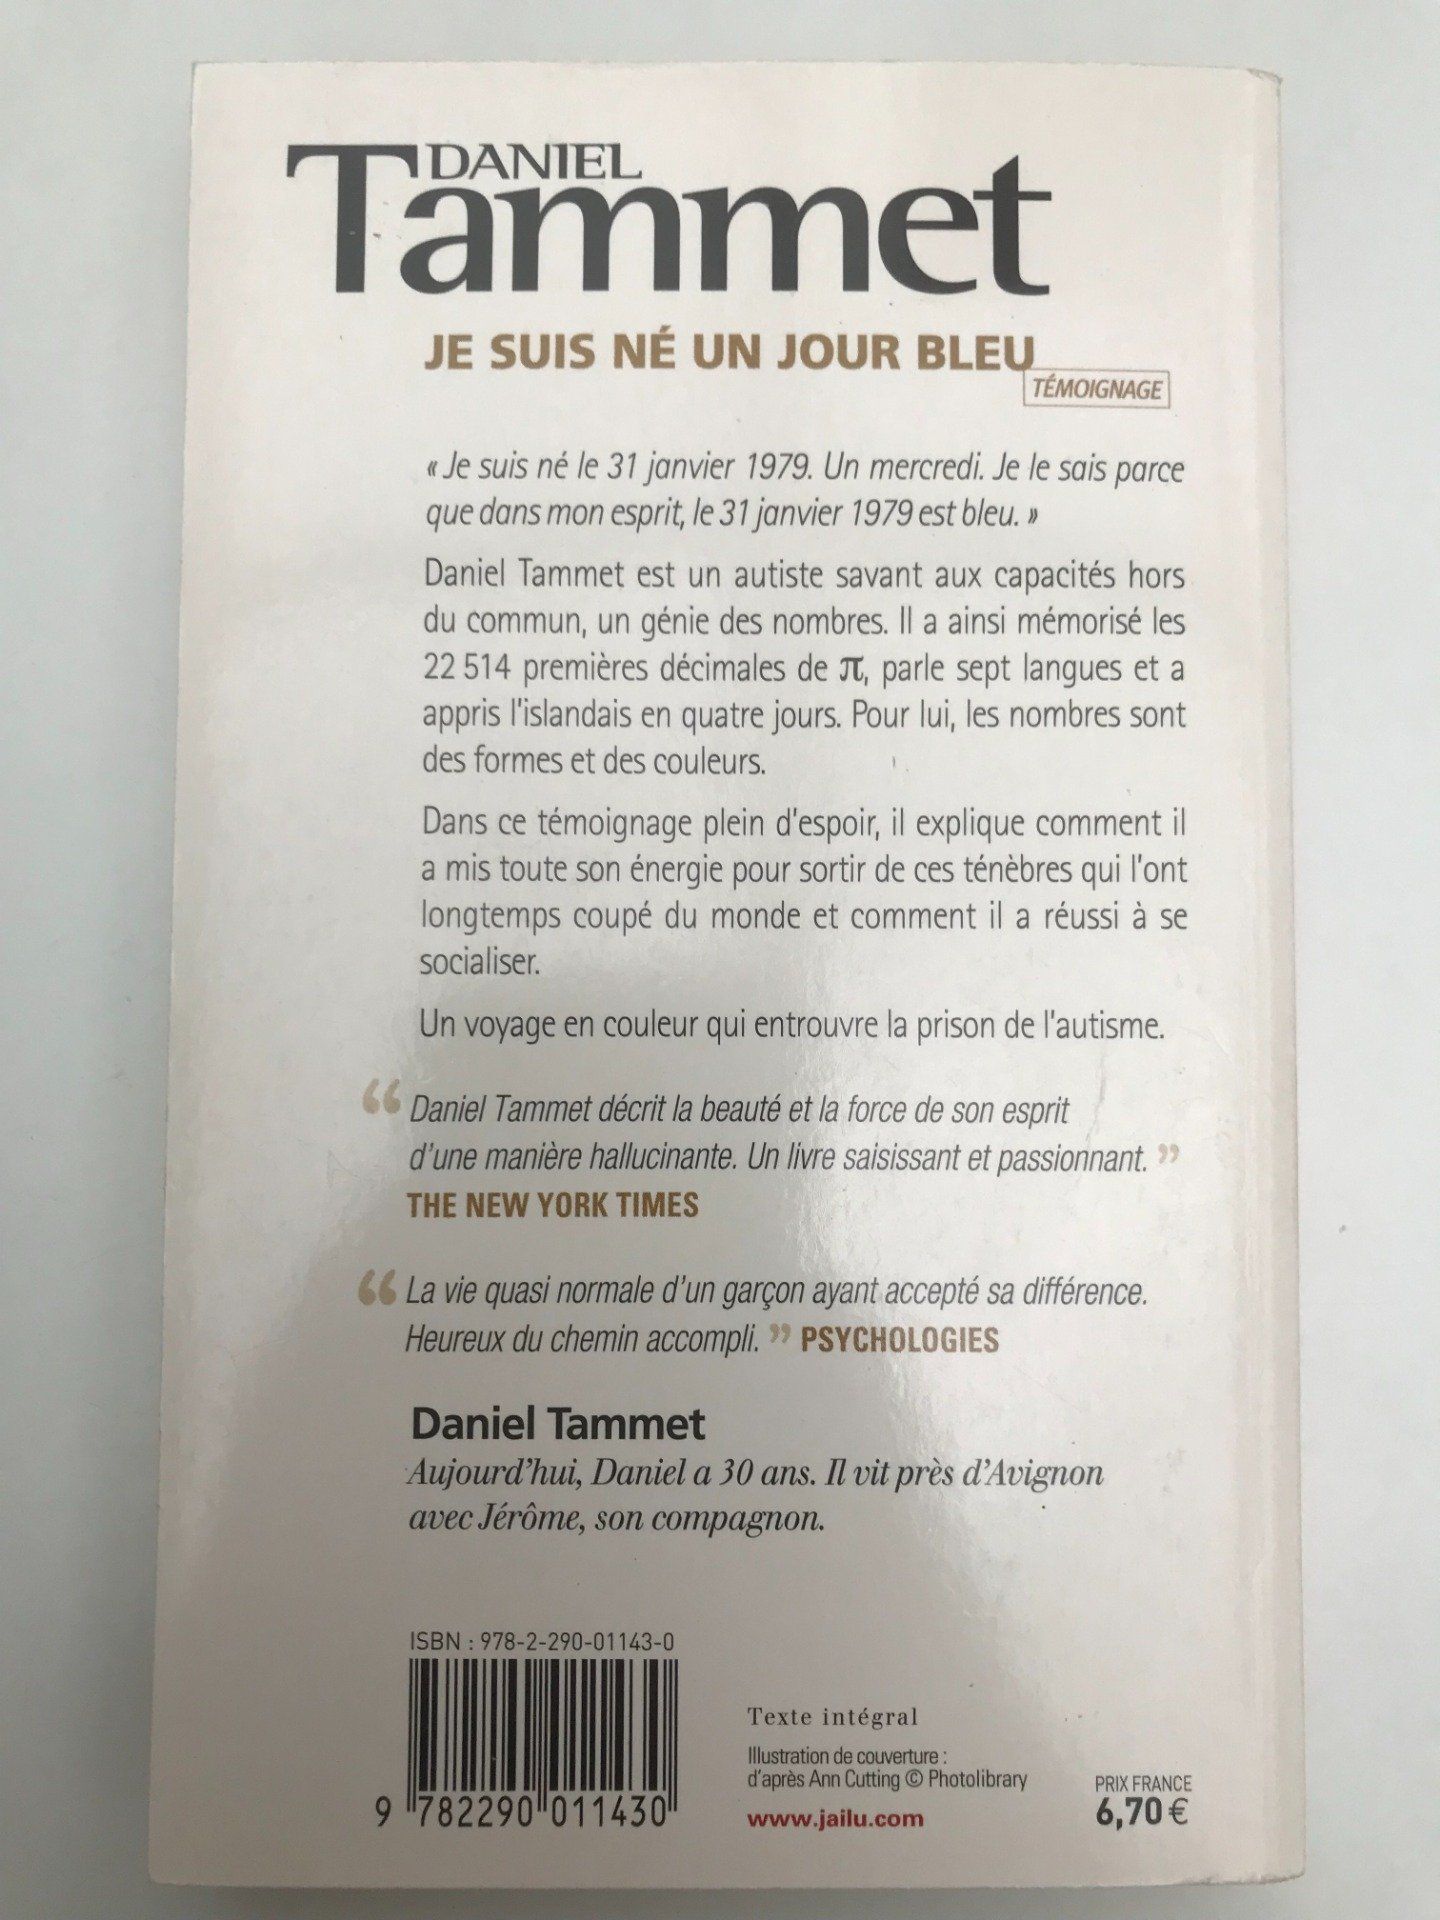 DANIEL
Tammet
JE SUIS NÉ UN JOUR BLEU
TÉMOIGNAGE
« Je suis né le 31 janvier 1979. Un mercredi. Je le sais parce
que dans mon esprit, le 31 janvier 1979 est bleu. »
Daniel Tammet est un autiste savant aux capacités hors
du commun, un génie des nombres. Il a ainsi mémorisé les
22 514 premières décimales de π, parle sept langues et a
appris l'islandais en quatre jours. Pour lui, les nombres sont
des formes et des couleurs.
Dans ce témoignage plein d'espoir, il explique comment il
a mis toute son énergie pour sortir de ces ténèbres qui l'ont
longtemps coupé du monde et comment il a réussi à se
socialiser.
Un voyage en couleur qui entrouvre la prison de l'autisme.
“ Daniel Tammet décrit la beauté et la force de son esprit
d'une manière hallucinante. Un livre saisissant et passionnant. ”
THE NEW YORK TIMES
“ La vie quasi normale d'un garçon ayant accepté sa différence.
Heureux du chemin accompli. ” PSYCHOLOGIES
Daniel Tammet
Aujourd'hui, Daniel a 30 ans. Il vit près d'Avignon
avec Jérôme, son compagnon.
ISBN : 978-2-290-01143-0
9 782290 011430
Texte intégral
Illustration de couverture :
d'après Ann Cutting © Photolibrary
www.jailu.com
PRIX FRANCE
6,70 €